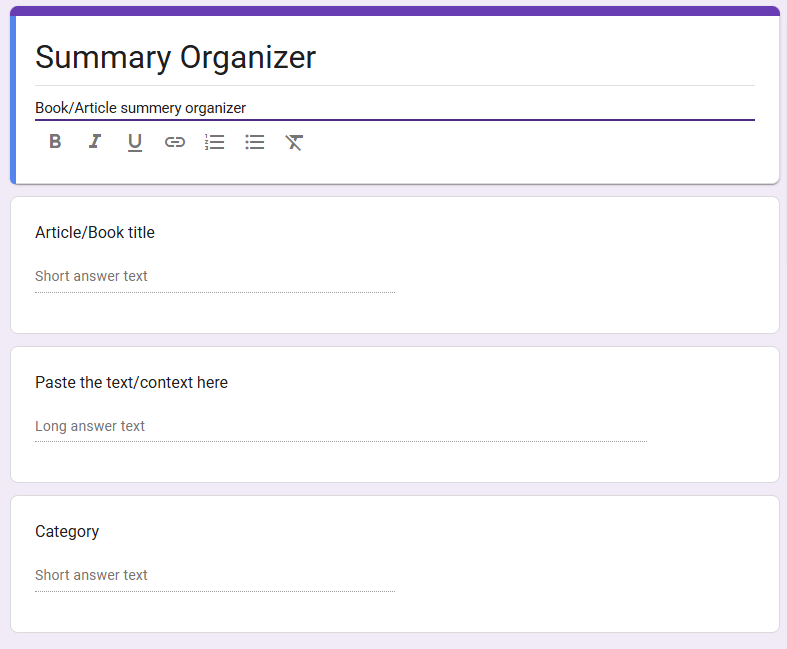 Summary Organizer
Book/Article summery organizer
B I U
Article/Book title
Short answer text
Paste the text/context here
Long answer text
Category
Short answer text